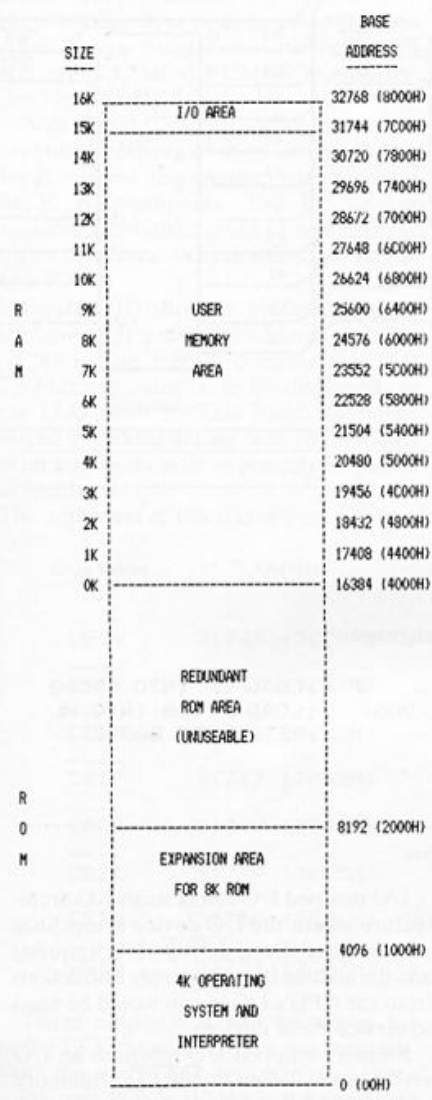 BASE
SIZE ADDRESS
16K 32768 (8000H)
I/O AREA
15K 31744 (7C00H)
14K 30720 (7800H)
13K 29696 (7400H)
12K 28672 (7000H)
11K 27648 (6C00H)
10K 26624 (6800H)
R 9K USER 25600 (6400H)
A 8K MEMORY 24576 (6000H)
M 7K AREA 23552 (5C00H)
6K 22528 (5800H)
5K 21504 (5400H)
4K 20480 (5000H)
3K 19456 (4C00H)
2K 18432 (4800H)
1K 17408 (4400H)
0K 16384 (4000H)
REDUNDANT
ROM AREA
(UNUSEABLE)
R
O 8192 (2000H)
M EXPANSION AREA
FOR 8K ROM
4096 (1000H)
4K OPERATING
SYSTEM AND
INTERPRETER
0 (00H)